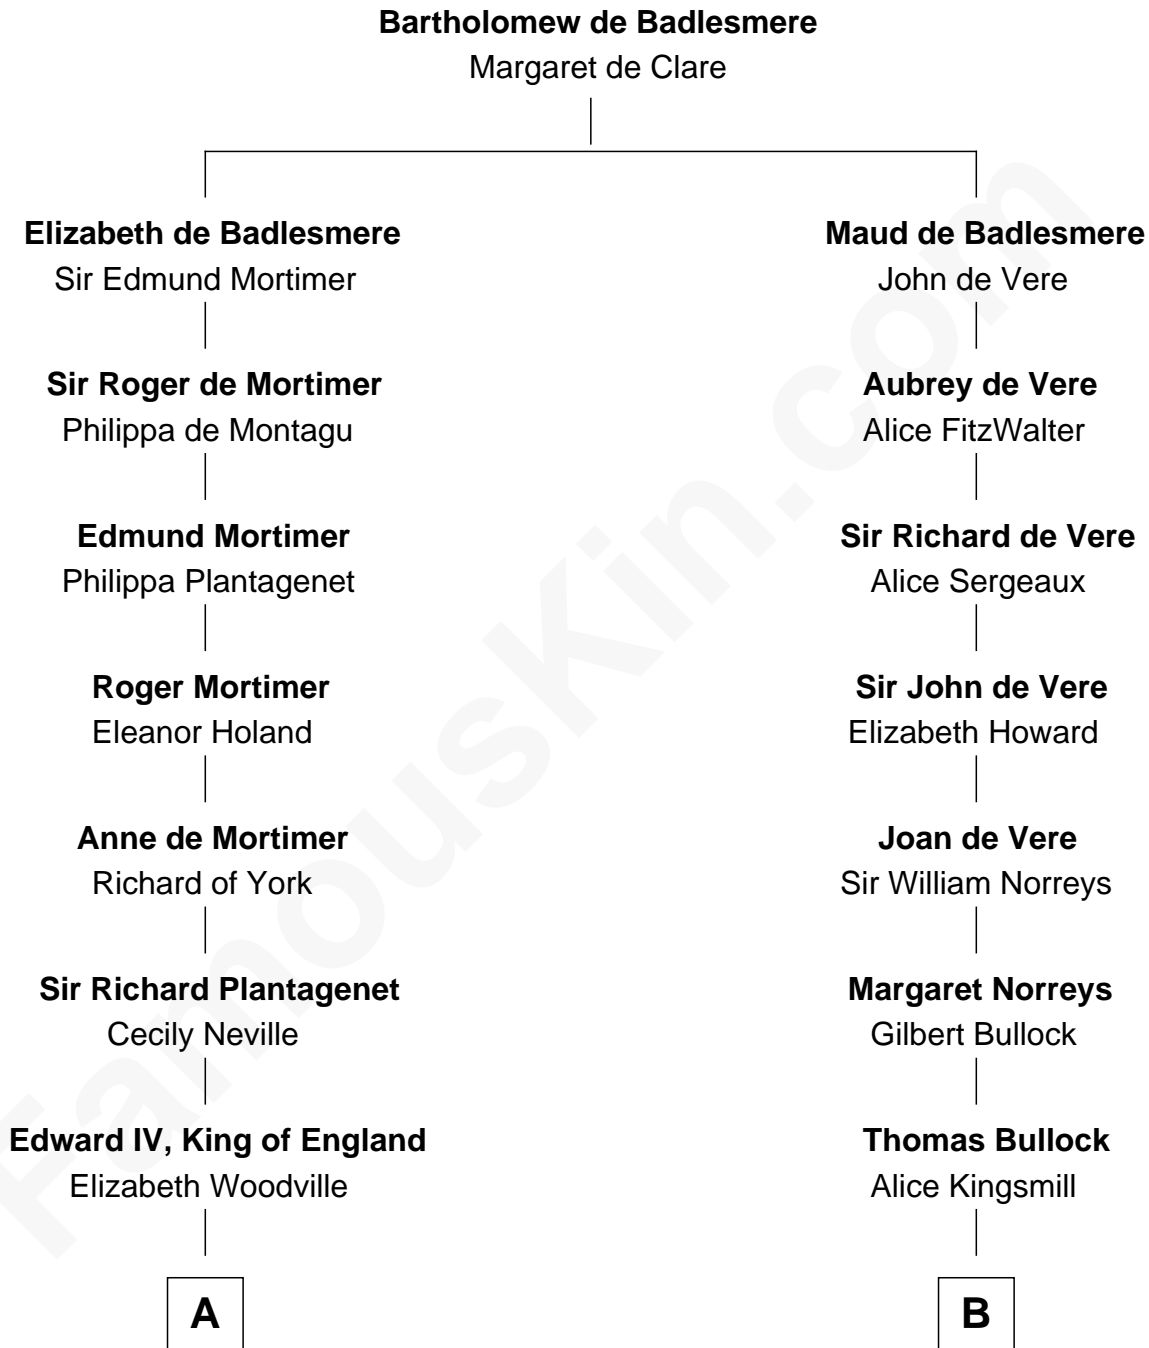 Bartholomew de Badlesmere
Margaret de Clare
Elizabeth de Badlesmere
Sir Edmund Mortimer
Maud de Badlesmere
John de Vere
Sir Roger de Mortimer
Philippa de Montagu
Aubrey de Vere
Alice FitzWalter
Edmund Mortimer
Philippa Plantagenet
Sir Richard de Vere
Alice Sergeaux
Roger Mortimer
Eleanor Holand
Sir John de Vere
Elizabeth Howard
Anne de Mortimer
Richard of York
Joan de Vere
Sir William Norreys
Sir Richard Plantagenet
Cecily Neville
Margaret Norreys
Gilbert Bullock
Edward IV, King of England
Elizabeth Woodville
Thomas Bullock
Alice Kingsmill
A
B
FamousKin.com